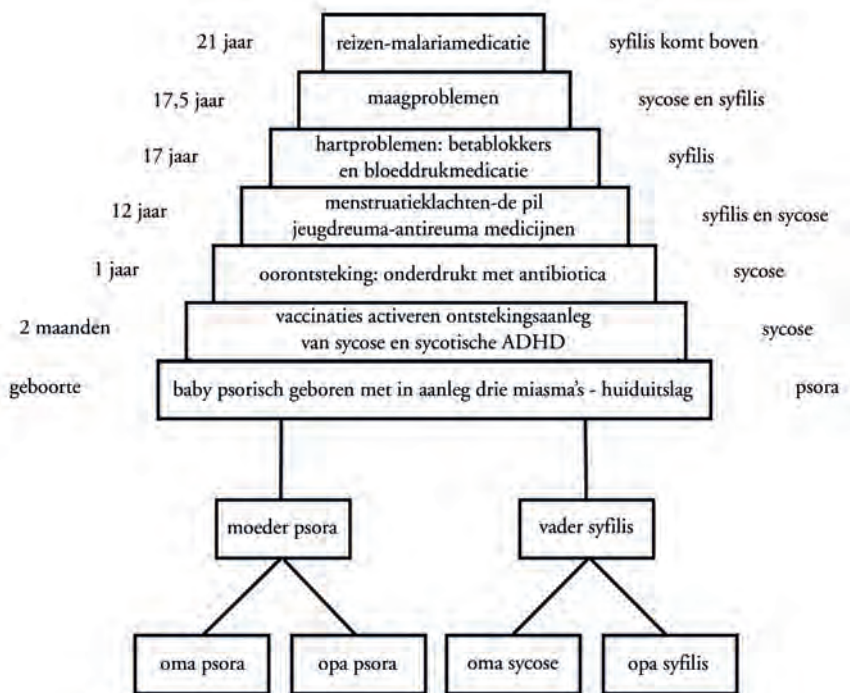 21 jaar reizen-malariamedicatie syfilis komt boven
17,5 jaar maagproblemen sycose en syfilis
17 jaar hartproblemen: betablokkers syfilis
en bloeddrukmedicatie
12 jaar menstruatieklachten-de pil syfilis en sycose
jeugdreuma-antireuma medicijnen
1 jaar oorontsteking: onderdrukt met antibiotica sycose
2 maanden vaccinaties activeren ontstekingsaanleg sycose
van sycose en sycotische ADHD
geboorte baby psorisch geboren met in aanleg drie miasma's - huiduitslag psora
moeder psora vader syfilis
oma psora opa psora oma sycose opa syfilis